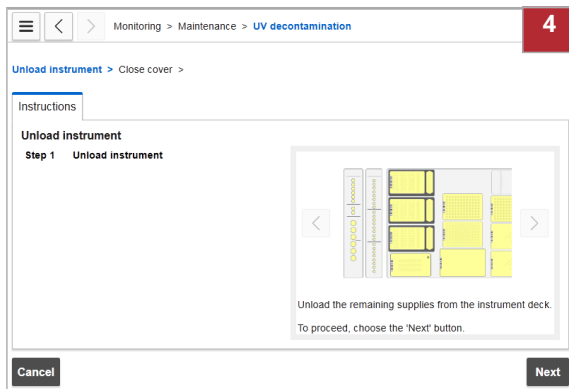 Monitoring > Maintenance > UV decontamination
4
Unload instrument > Close cover >
Instructions
Unload instrument
Step 1 Unload instrument
Unload the remaining supplies from the instrument deck.
To proceed, choose the 'Next' button.
Cancel
Next